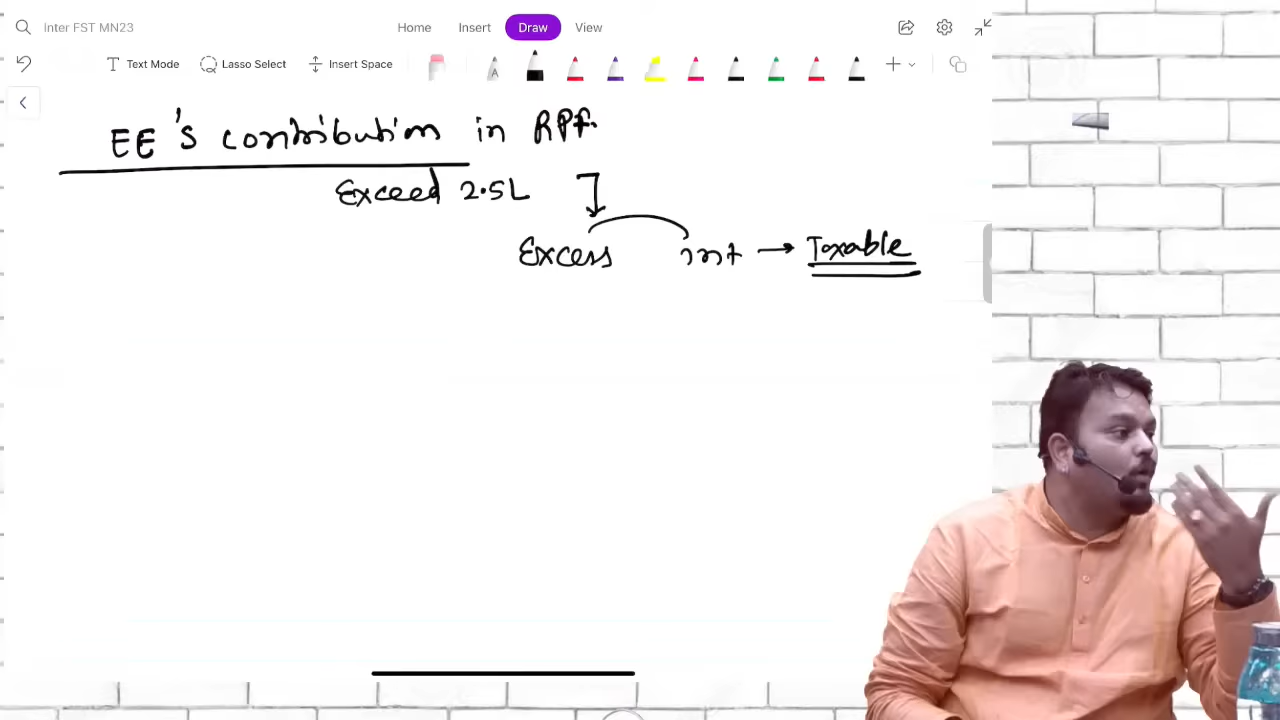 Inter FST MN23
Home Insert Draw View
Text Mode Lasso Select Insert Space
EE's contribution in RPf.
Exceed 2.5L
Excess int → Taxable